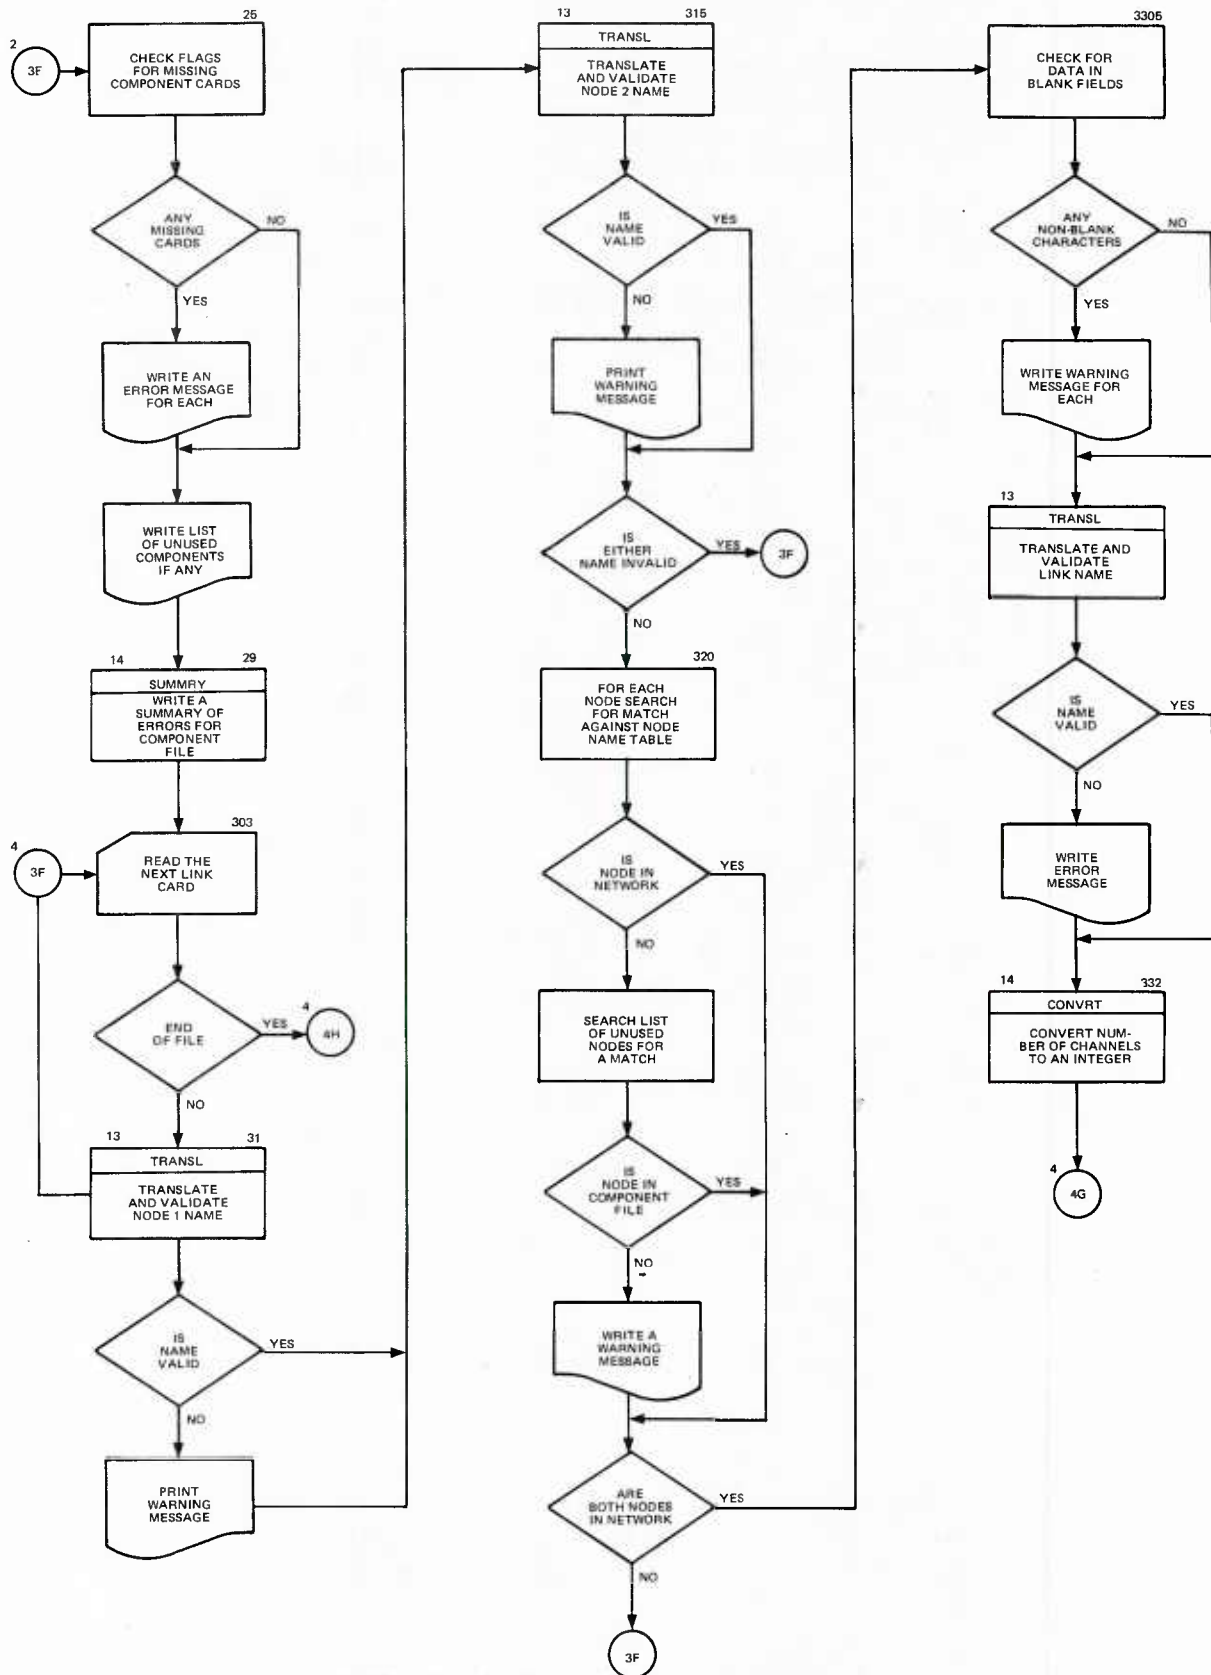 2
3F
25
CHECK FLAGS
FOR MISSING
COMPONENT CARDS
ANY
MISSING
CARDS
NO
YES
WRITE AN
ERROR MESSAGE
FOR EACH
WRITE LIST
OF UNUSED
COMPONENTS
IF ANY
14
29
SUMMRY
WRITE A
SUMMARY OF
ERRORS FOR
COMPONENT
FILE
303
4
3F
READ THE
NEXT LINK
CARD
END
OF FILE
YES
4
4H
NO
13
31
TRANSL
TRANSLATE
AND VALIDATE
NODE 1 NAME
IS
NAME
VALID
YES
NO
PRINT
WARNING
MESSAGE
13
315
TRANSL
TRANSLATE
AND VALIDATE
NODE 2 NAME
IS
NAME
VALID
YES
NO
PRINT
WARNING
MESSAGE
IS
EITHER
NAME INVALID
YES
3F
NO
320
FOR EACH
NODE SEARCH
FOR MATCH
AGAINST NODE
NAME TABLE
IS
NODE IN
NETWORK
YES
NO
SEARCH LIST
OF UNUSED
NODES FOR
A MATCH
IS
NODE IN
COMPONENT
FILE
YES
NO
WRITE A
WARNING
MESSAGE
ARE
BOTH NODES
IN NETWORK
YES
NO
3F
3305
CHECK FOR
DATA IN
BLANK FIELDS
ANY
NON-BLANK
CHARACTERS
NO
YES
WRITE WARNING
MESSAGE FOR
EACH
13
TRANSL
TRANSLATE AND
VALIDATE
LINK NAME
IS
NAME
VALID
YES
NO
WRITE
ERROR
MESSAGE
14
332
CONVRT
CONVERT NUM-
BER OF CHANNELS
TO AN INTEGER
4
4G